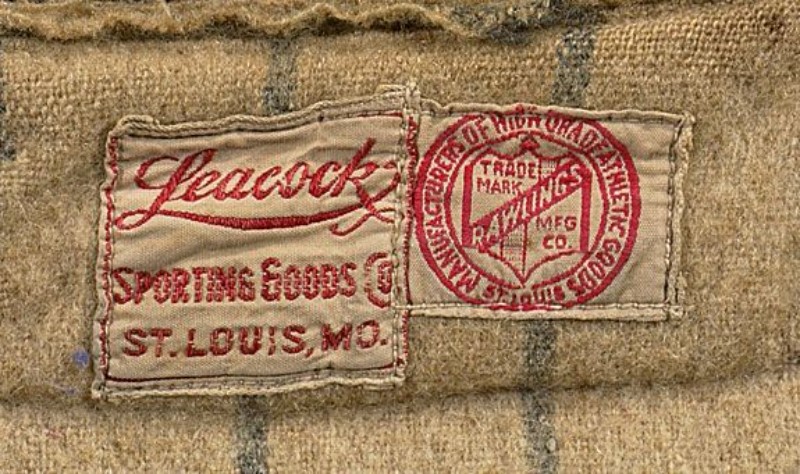 Leacock
SPORTING GOODS CO.
ST. LOUIS, MO.
MANUFACTURERS OF HIGH GRADE ATHLETIC GOODS
ST. LOUIS
TRADE
MARK
RAWLINGS
MFG
CO.